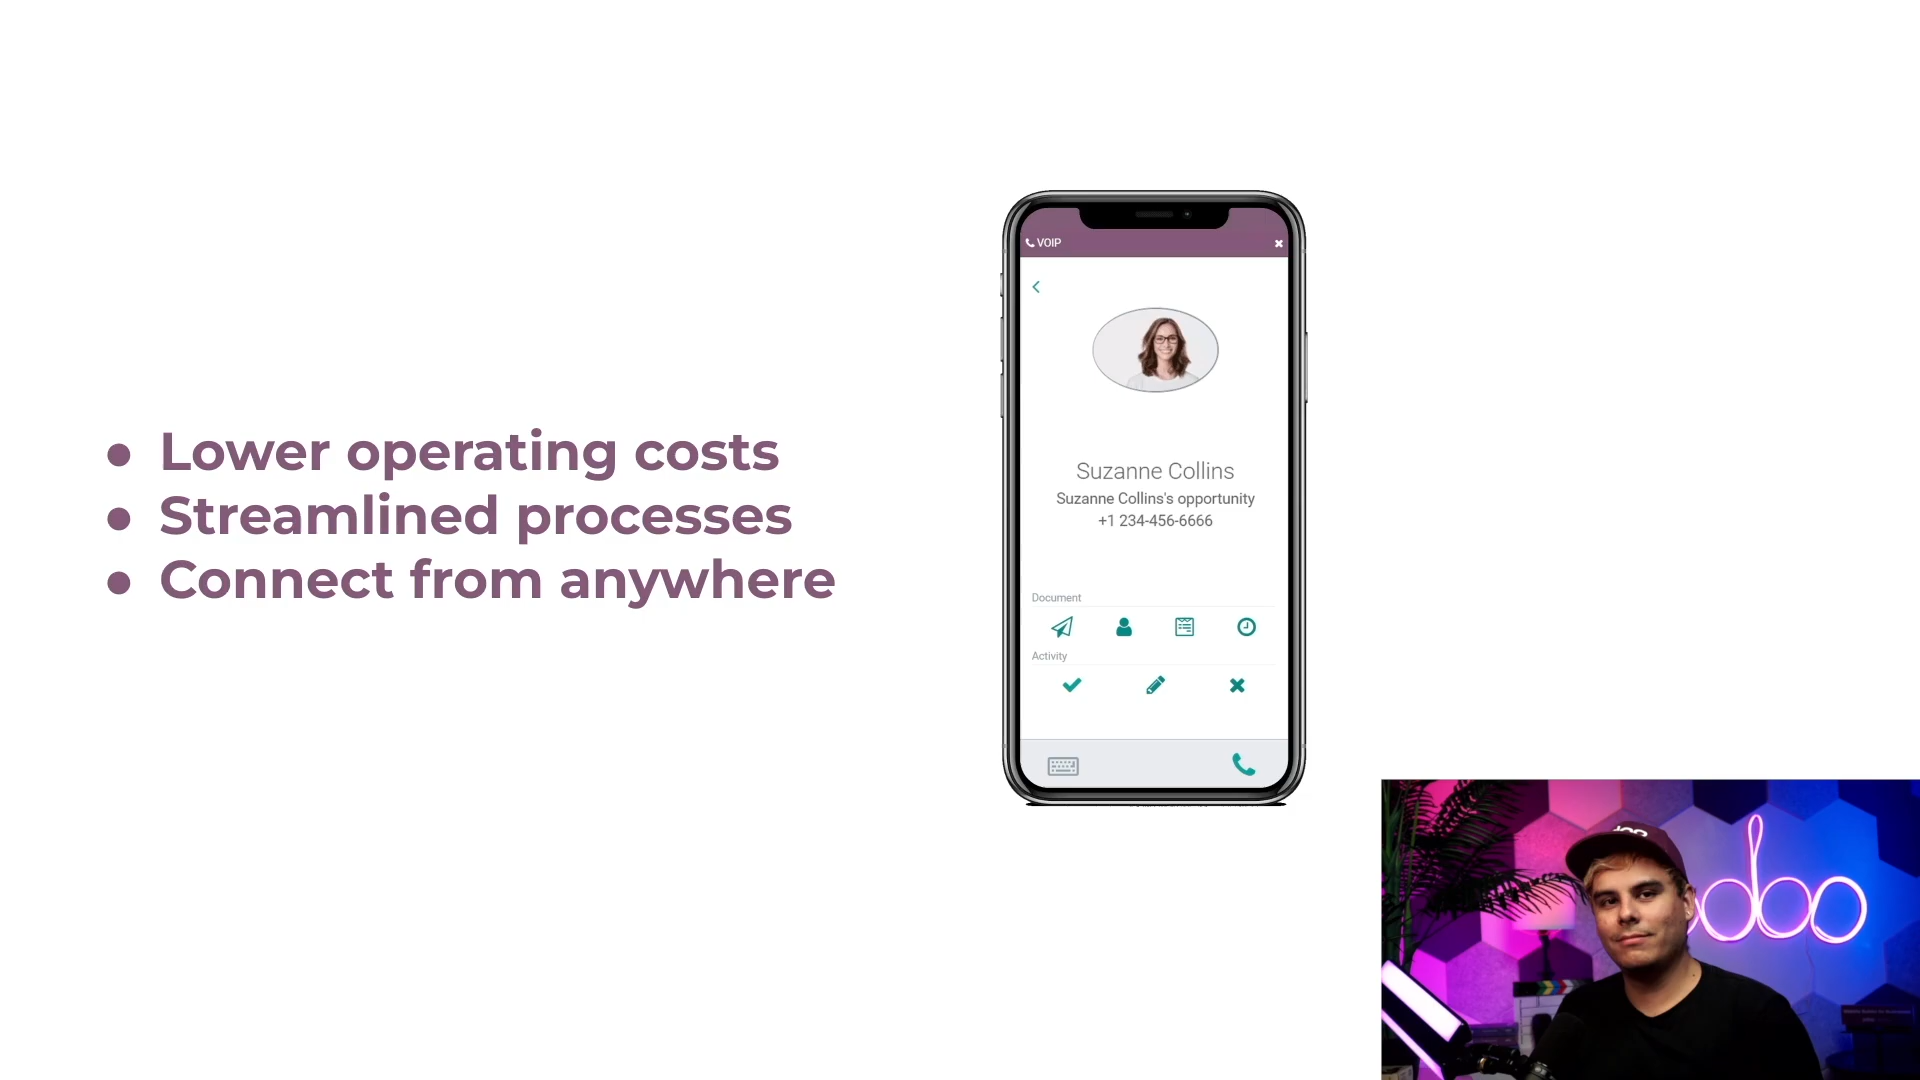 Lower operating costs
Streamlined processes
Connect from anywhere
VOIP
Suzanne Collins
Suzanne Collins's opportunity
+1 234-456-6666
Document
Activity
odoo